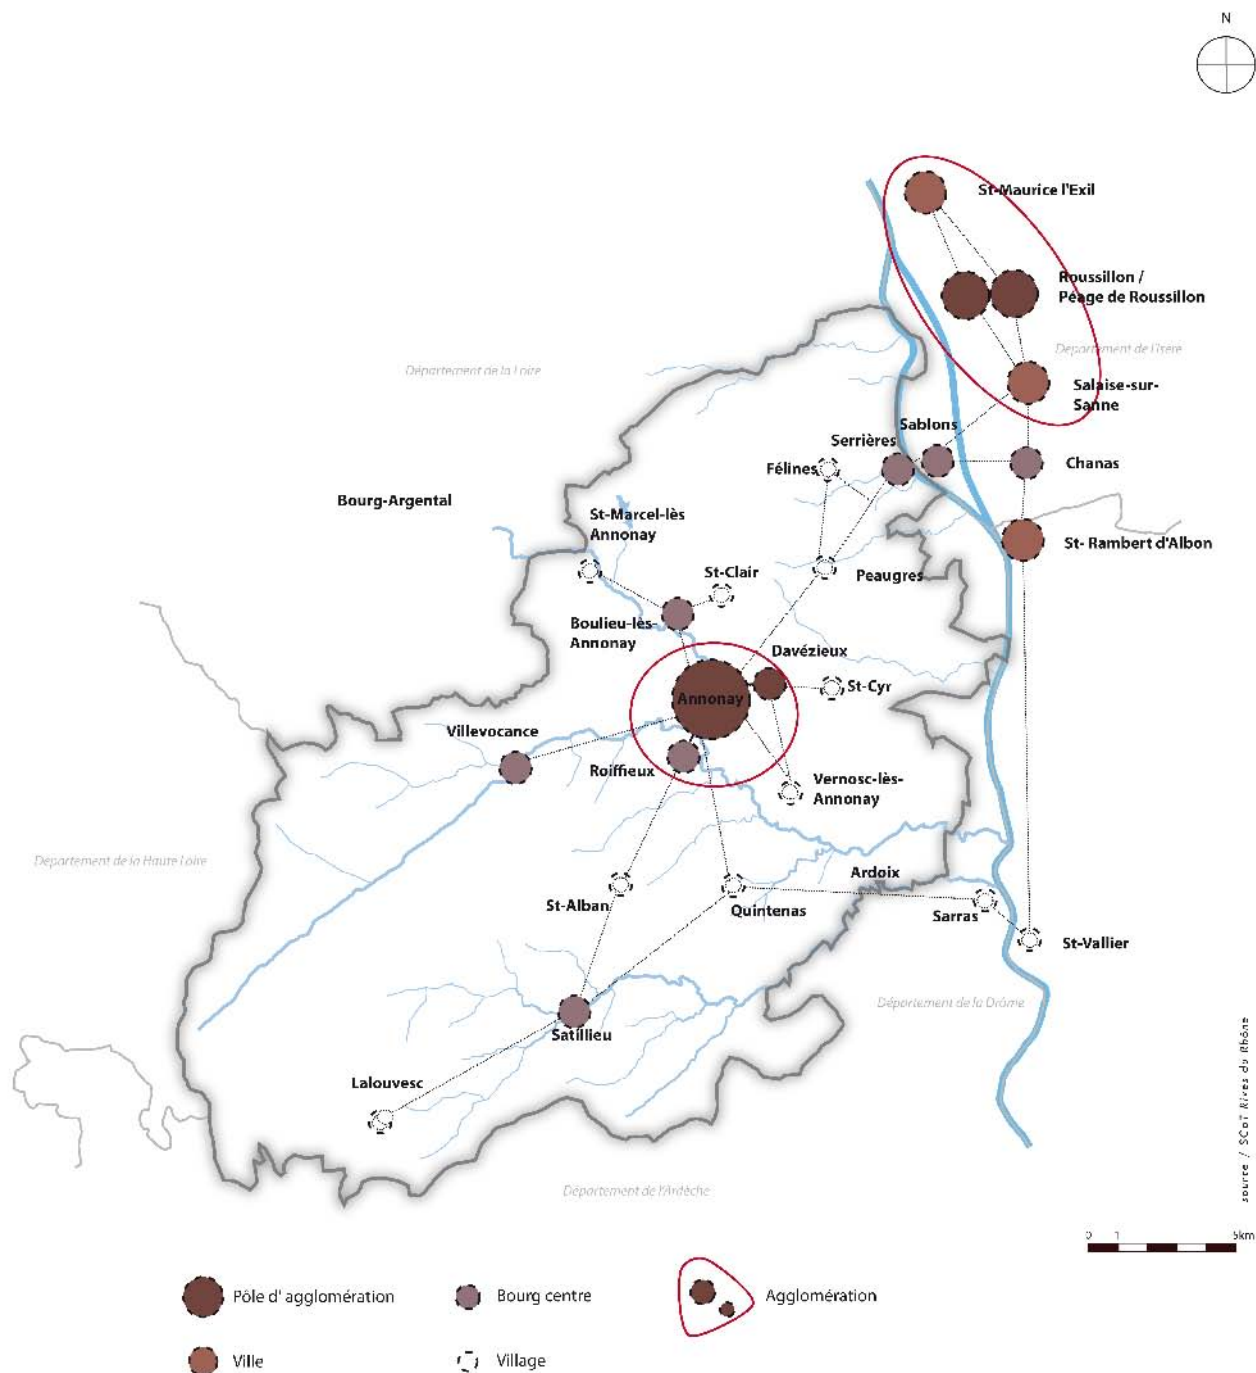 N
St-Maurice l'Exil
Roussillon /
Péage de Roussillon
Département de l'Isère
Département de la Loire
Salaise-sur-
Sanne
Sablons
Serrières
Félines
Chanas
Bourg-Argental
St-Marcel-lès
Annonay
St- Rambert d'Albon
St-Clair
Peaugres
Boulieu-lès-
Annonay
Davézieux
Annonay
St-Cyr
Villevocance
Roiffieux
Vernosc-lès-
Annonay
Département de la Haute Loire
Ardoix
St-Alban
Quintenas
Sarras
St-Vallier
Département de la Drôme
Satillieu
Lalouvesc
Département de l'Ardèche
source / SCoT Rives du Rhône
0 1 5km
Pôle d' agglomération
Bourg centre
Agglomération
Ville
Village